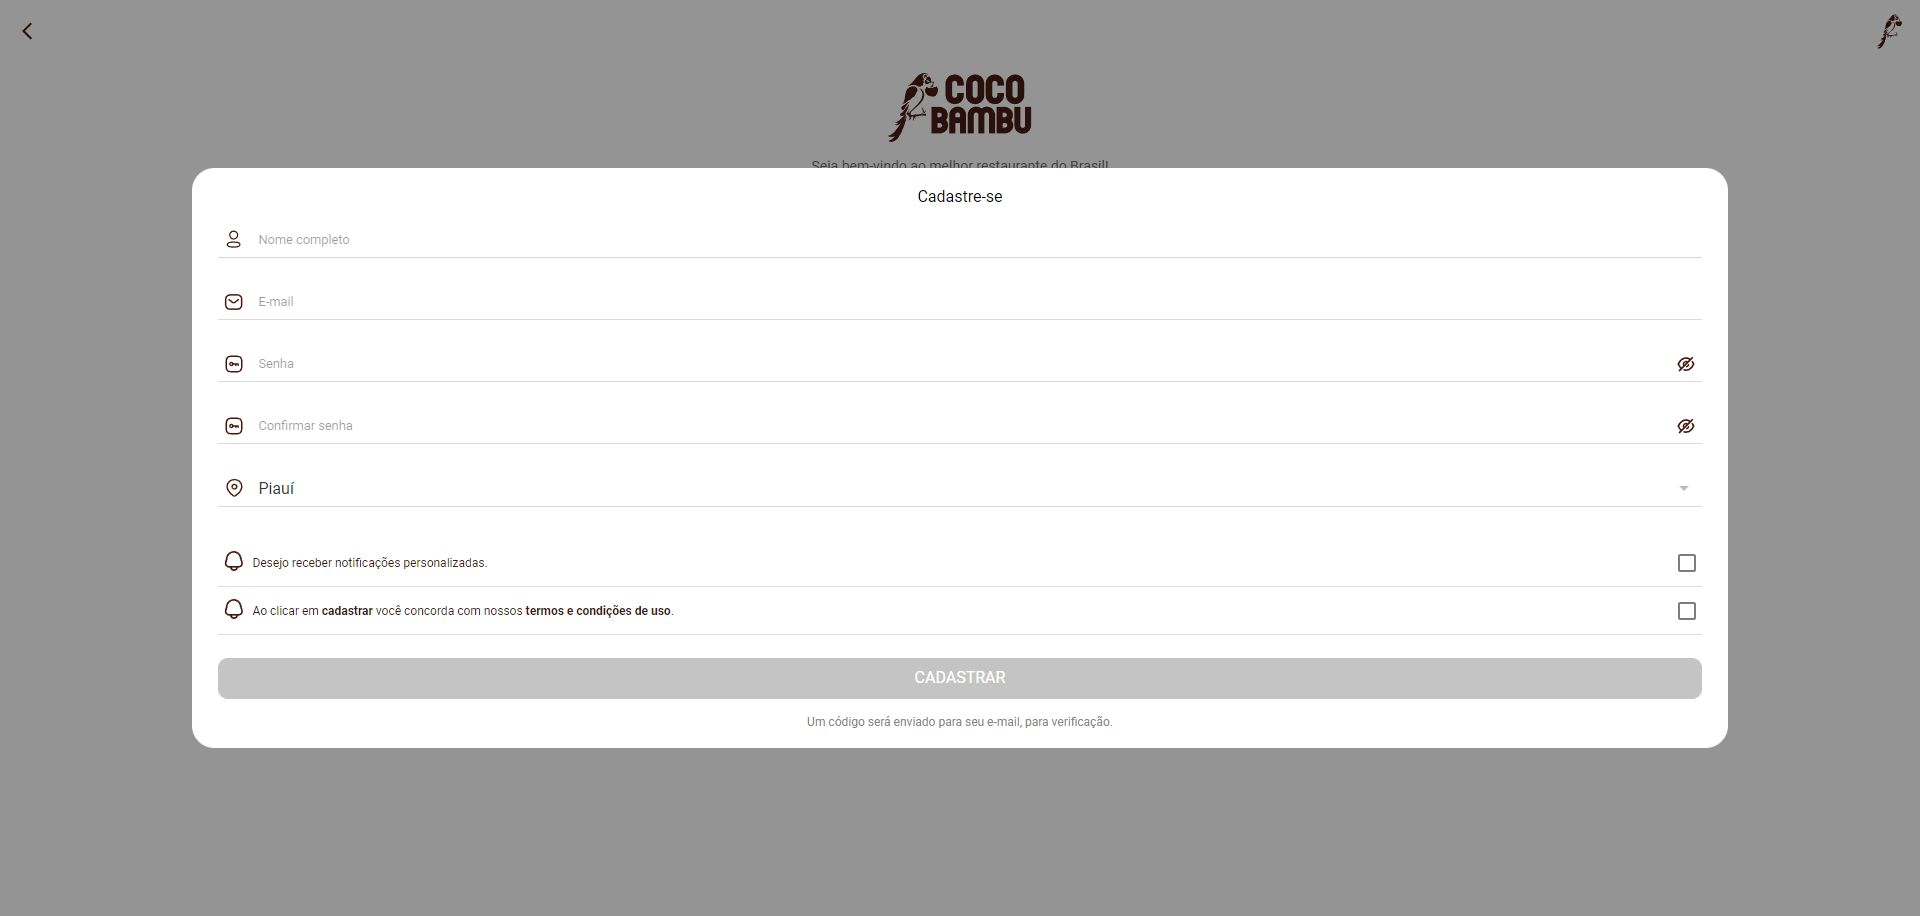 COCO
BAMBU
Seja bem-vindo ao melhor restaurante do Brasil!
Cadastre-se
Nome completo
E-mail
Senha
Confirmar senha
Piauí
Desejo receber notificações personalizadas.
Ao clicar em cadastrar você concorda com nossos termos e condições de uso.
CADASTRAR
Um código será enviado para seu e-mail, para verificação.